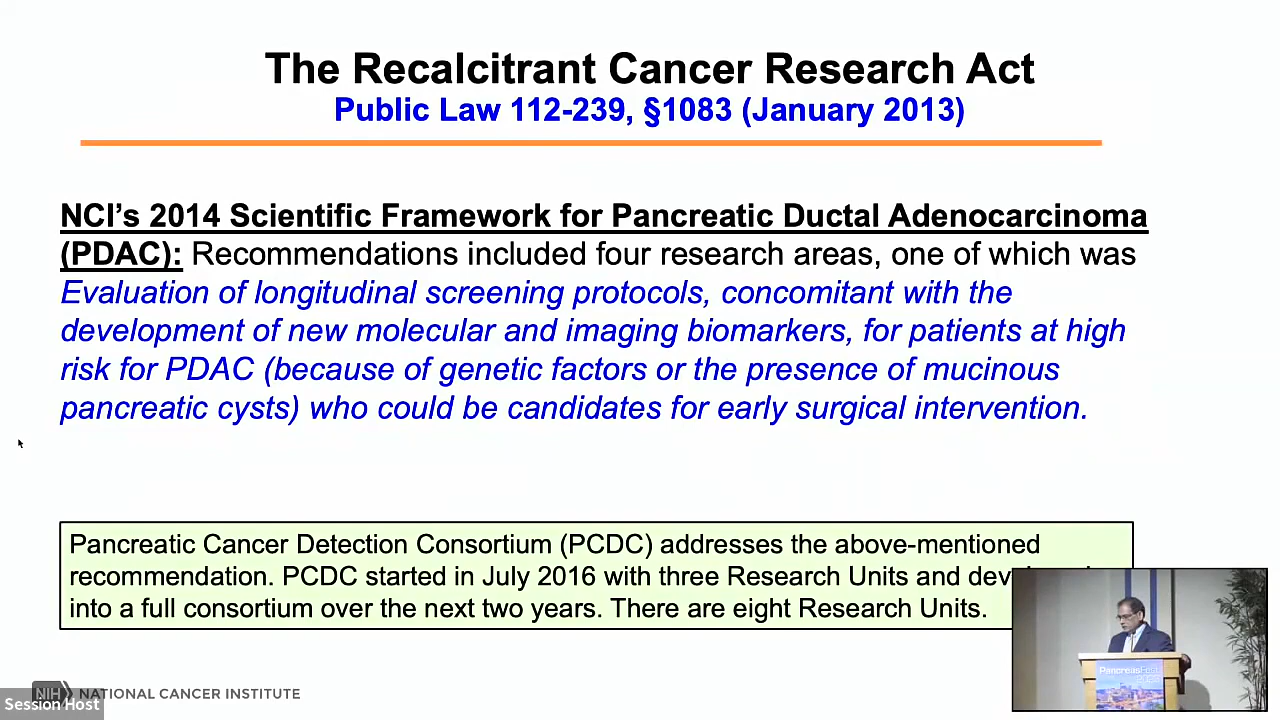 The Recalcitrant Cancer Research Act
Public Law 112-239, §1083 (January 2013)
NCI’s 2014 Scientific Framework for Pancreatic Ductal Adenocarcinoma
(PDAC): Recommendations included four research areas, one of which was
Evaluation of longitudinal screening protocols, concomitant with the
development of new molecular and imaging biomarkers, for patients at high
risk for PDAC (because of genetic factors or the presence of mucinous
pancreatic cysts) who could be candidates for early surgical intervention.
Pancreatic Cancer Detection Consortium (PCDC) addresses the above-mentioned
recommendation. PCDC started in July 2016 with three Research Units and
into a full consortium over the next two years. There are eight Research Units.
PancreasFest
NIH NATIONAL CANCER INSTITUTE
Session Host